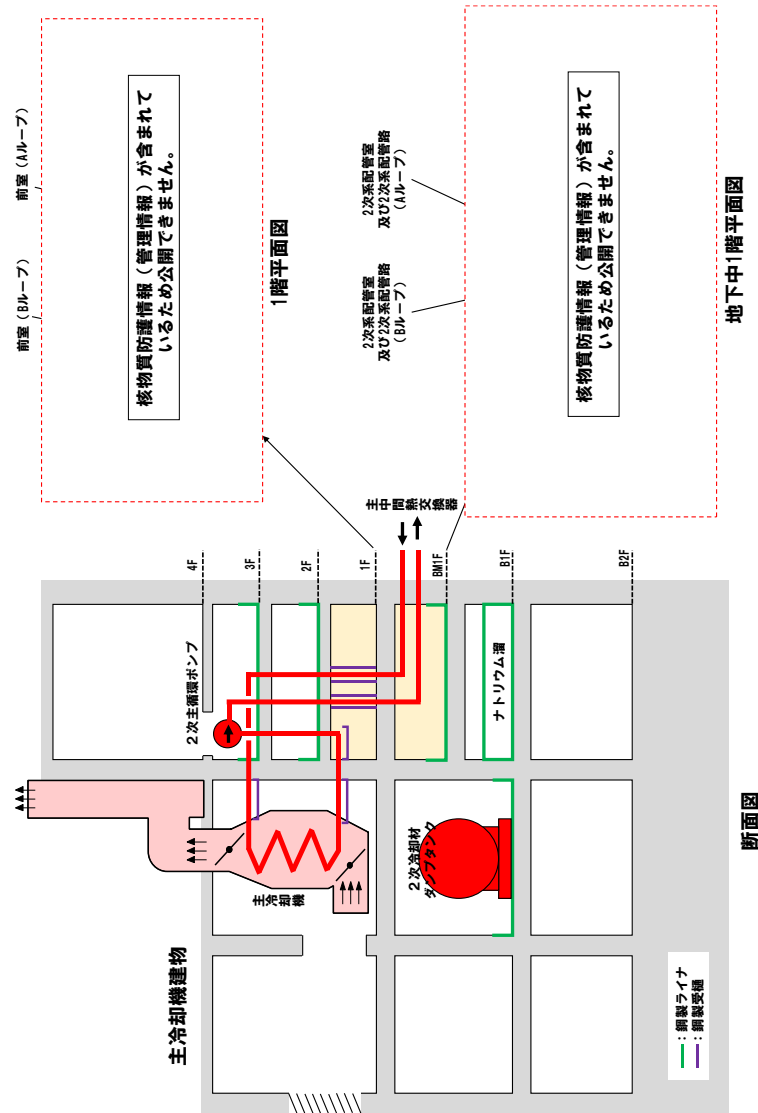 主冷却機建物
4F
3F
2F
1F
BM1F
B1F
B2F
2次主循環ポンプ
主冷却機
2次冷却材
ダンプタンク
ナトリウム溜
主中間熱交換器
:鋼製ライナ
:鋼製受樋
断面図
前室(Bループ)
前室(Aループ)
核物質防護情報(管理情報)が含まれて
いるため公開できません。
1階平面図
2次系配管室
及び2次系配管路
(Bループ)
2次系配管室
及び2次系配管路
(Aループ)
核物質防護情報(管理情報)が含まれて
いるため公開できません。
地下中1階平面図